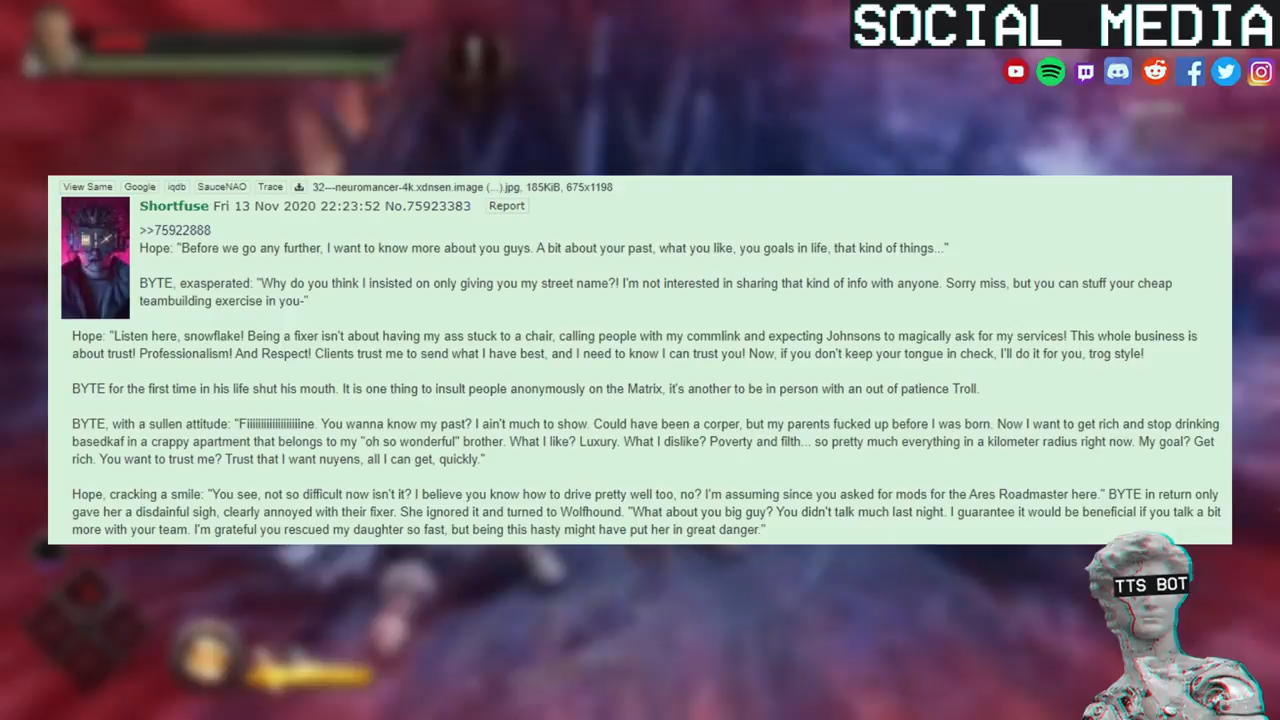 SOCIAL MEDIA
View Same Google iqdb SauceNAO Trace 32---neuromancer-4k.xdnsen.image (...).jpg, 185KiB, 675x1198
Shortfuse Fri 13 Nov 2020 22:23:52 No.75923383 Report
>>75922888
Hope: "Before we go any further, I want to know more about you guys. A bit about your past, what you like, you goals in life, that kind of things..."
BYTE, exasperated: "Why do you think I insisted on only giving you my street name?! I'm not interested in sharing that kind of info with anyone. Sorry miss, but you can stuff your cheap
teambuilding exercise in you-"
Hope: "Listen here, snowflake! Being a fixer isn't about having my ass stuck to a chair, calling people with my commlink and expecting Johnsons to magically ask for my services! This whole business is
about trust! Professionalism! And Respect! Clients trust me to send what I have best, and I need to know I can trust you! Now, if you don't keep your tongue in check, I'll do it for you, trog style!
BYTE for the first time in his life shut his mouth. It is one thing to insult people anonymously on the Matrix, it's another to be in person with an out of patience Troll.
BYTE, with a sullen attitude: "Fiiiiiiiiiiiiiiiiiiine. You wanna know my past? I ain't much to show. Could have been a corper, but my parents fucked up before I was born. Now I want to get rich and stop drinking
basedkaf in a crappy apartment that belongs to my "oh so wonderful" brother. What I like? Luxury. What I dislike? Poverty and filth... so pretty much everything in a kilometer radius right now. My goal? Get
rich. You want to trust me? Trust that I want nuyens, all I can get, quickly."
Hope, cracking a smile: "You see, not so difficult now isn't it? I believe you know how to drive pretty well too, no? I'm assuming since you asked for mods for the Ares Roadmaster here." BYTE in return only
gave her a disdainful sigh, clearly annoyed with their fixer. She ignored it and turned to Wolfhound. "What about you big guy? You didn't talk much last night. I guarantee it would be beneficial if you talk a bit
more with your team. I'm grateful you rescued my daughter so fast, but being this hasty might have put her in great danger."
TTS BOT